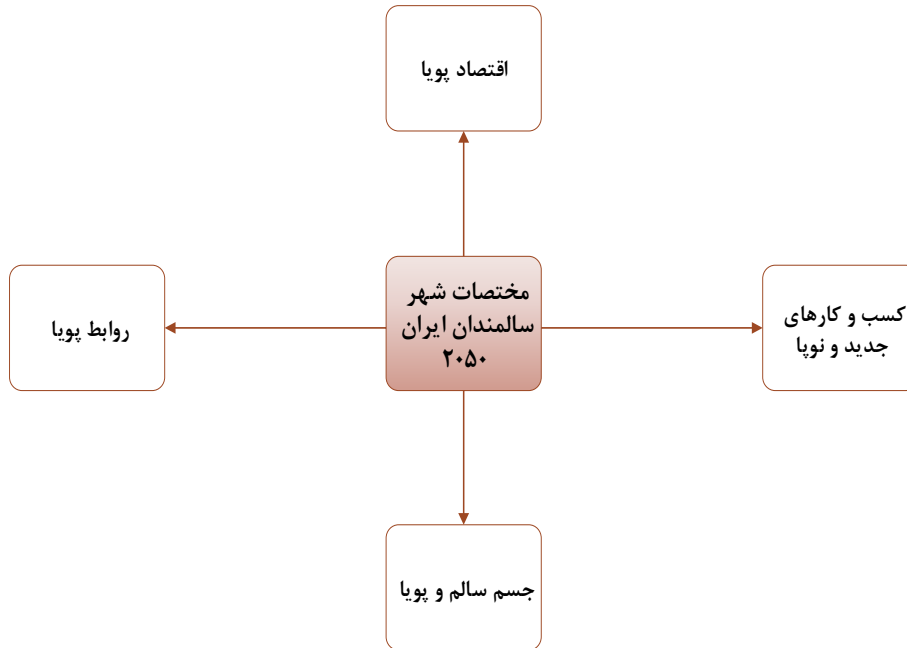 اقتصاد پویا
کسب و کارهای
جدید و نوپا
مختصات شهر
سالمندان ایران
۲۰۵۰
روابط پویا
جسم سالم و پویا